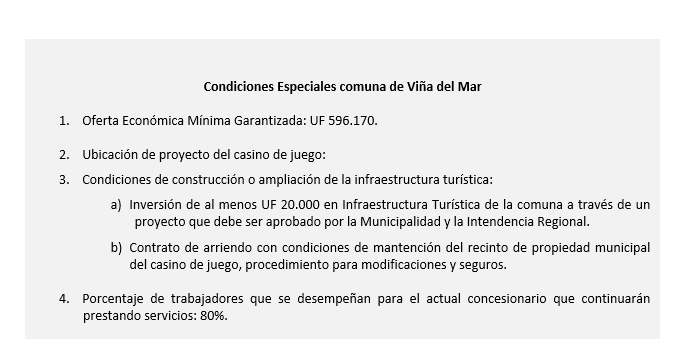 Condiciones Especiales comuna de Viña del Mar
1. Oferta Económica Mínima Garantizada: UF 596.170.
2. Ubicación de proyecto del casino de juego:
3. Condiciones de construcción o ampliación de la infraestructura turística:
a) Inversión de al menos UF 20.000 en Infraestructura Turística de la comuna a través de un
proyecto que debe ser aprobado por la Municipalidad y la Intendencia Regional.
b) Contrato de arriendo con condiciones de mantención del recinto de propiedad municipal
del casino de juego, procedimiento para modificaciones y seguros.
4. Porcentaje de trabajadores que se desempeñan para el actual concesionario que continuarán
prestando servicios: 80%.